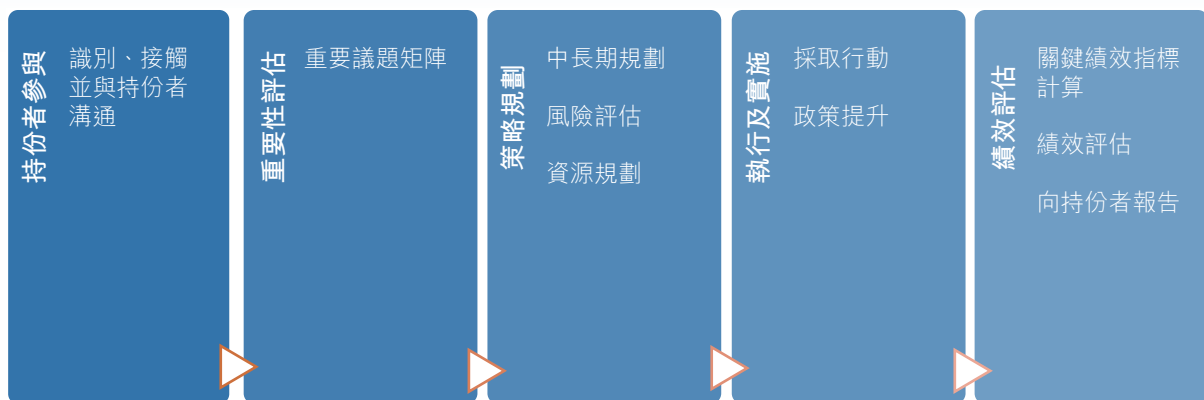 持份者參與
識別、接觸
並與持份者
溝通
重要性評估
重要議題矩陣
策略規劃
中長期規劃
風險評估
資源規劃
執行及實施
採取行動
政策提升
績效評估
關鍵績效指標
計算
績效評估
向持份者報告